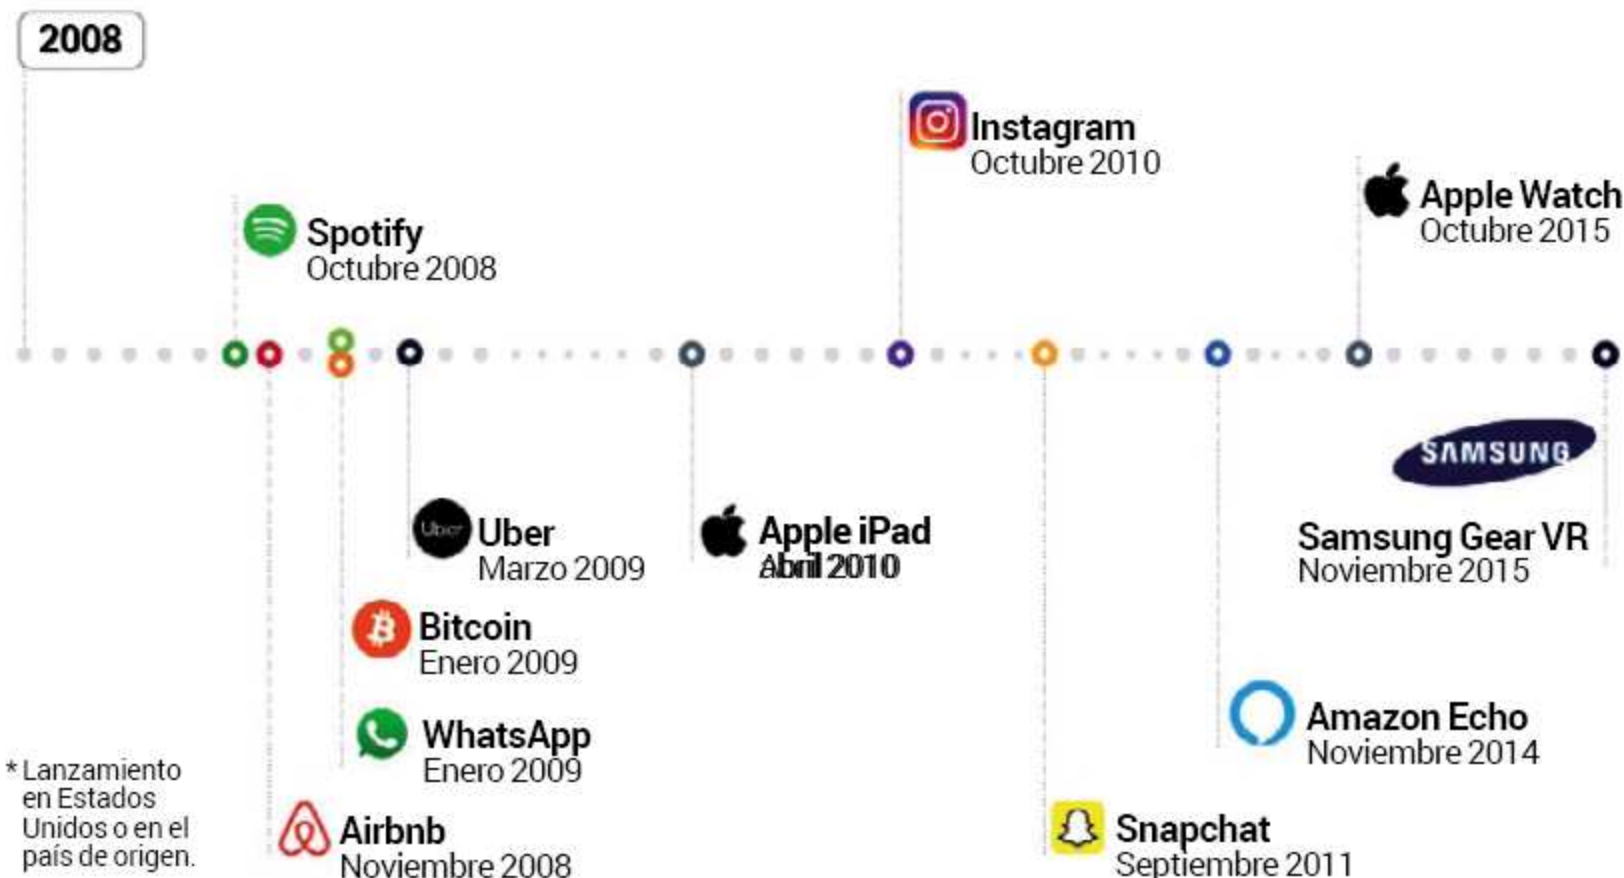 2008
Instagram
Octubre 2010
Apple Watch
Octubre 2015
Spotify
Octubre 2008
SAMSUNG
Uber
Uber
Marzo 2009
Apple iPad
Abril 2010
Samsung Gear VR
Noviembre 2015
Bitcoin
Enero 2009
WhatsApp
Enero 2009
Amazon Echo
Noviembre 2014
* Lanzamiento
en Estados
Unidos o en el
país de origen.
Airbnb
Noviembre 2008
Snapchat
Septiembre 2011